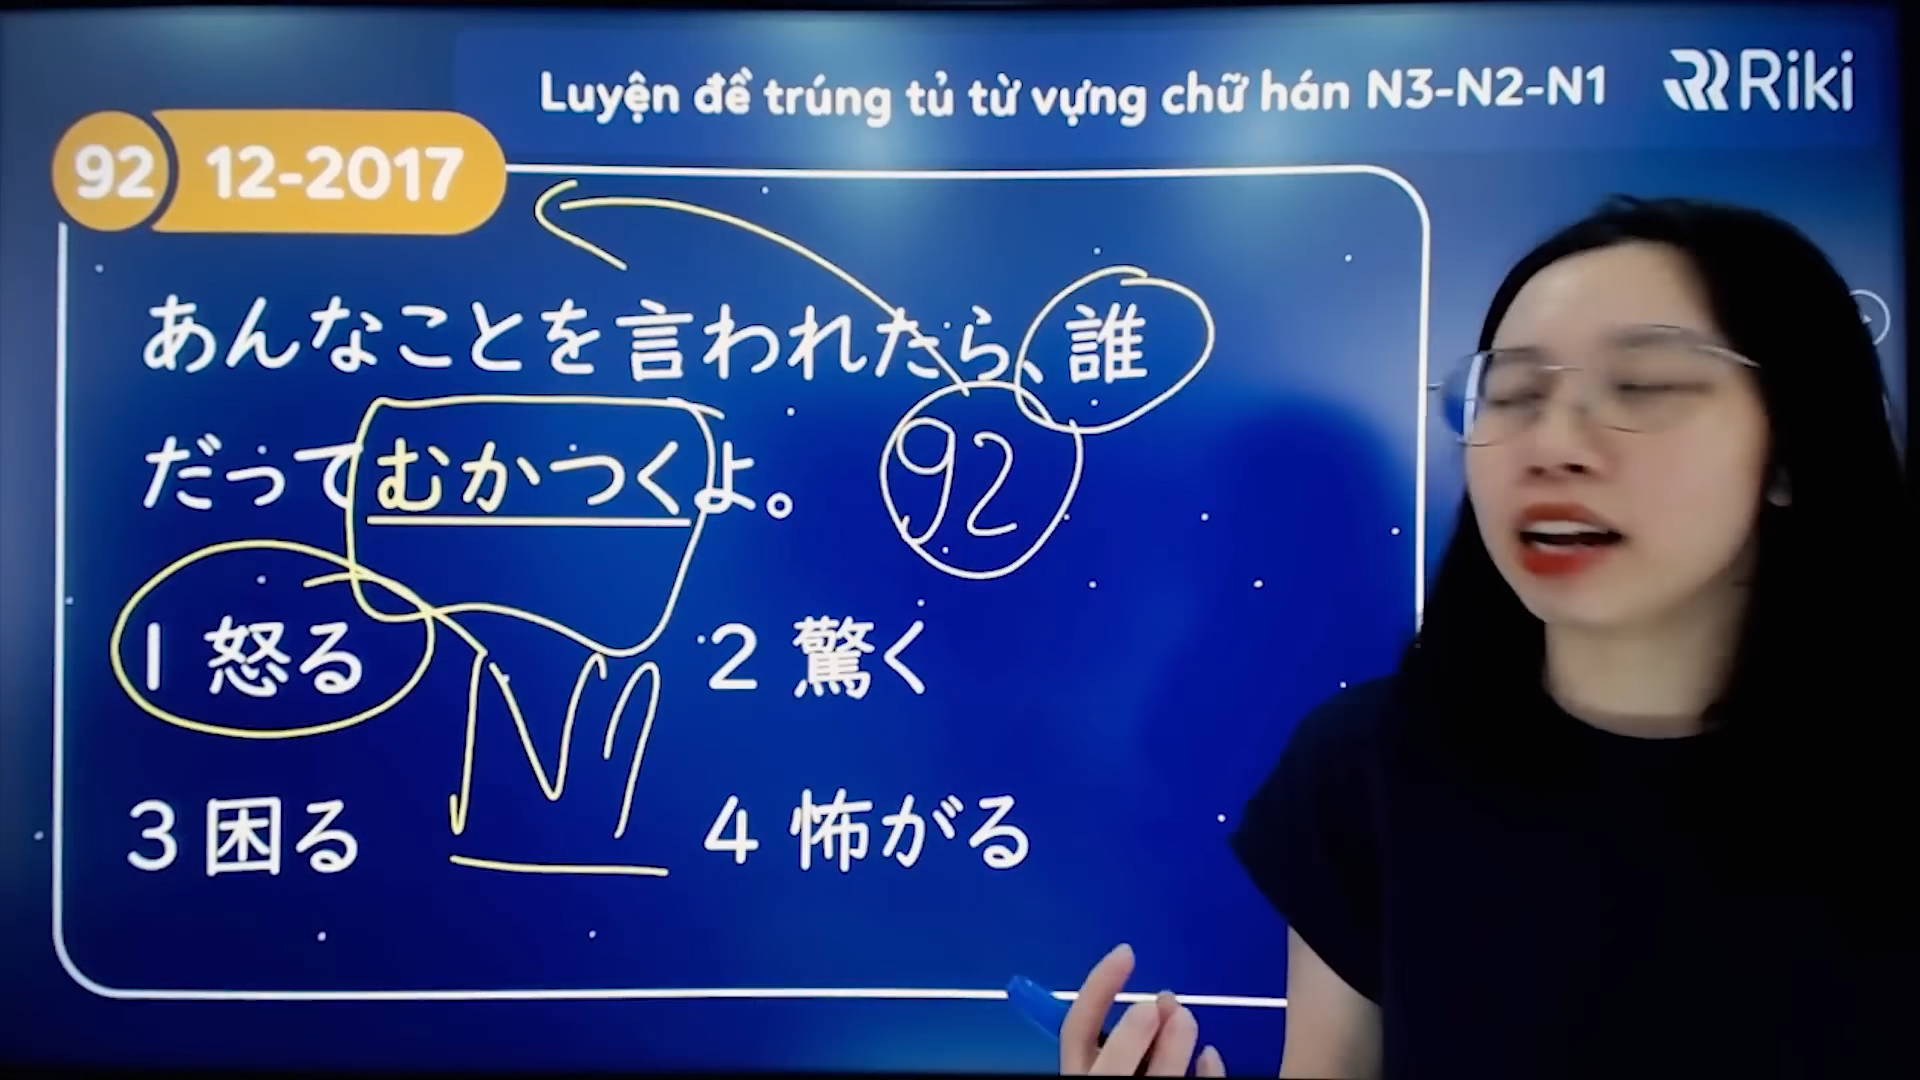 Luyện đề trúng tủ từ vựng chữ hán N3-N2-N1
Riki
92 12-2017
あんなことを言われたら、誰
だってむかつくよ。
92
1 怒る
2 驚く
N1
3 困る
4 怖がる